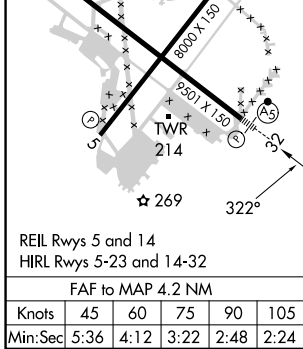 8000 X 150
9501 X 150
P
A5
5
TWR
214
P
32
269
322°
REIL Rwys 5 and 14
HIRL Rwys 5-23 and 14-32
FAF to MAP 4.2 NM
Knots 45 60 75 90 105
Min:Sec 5:36 4:12 3:22 2:48 2:24